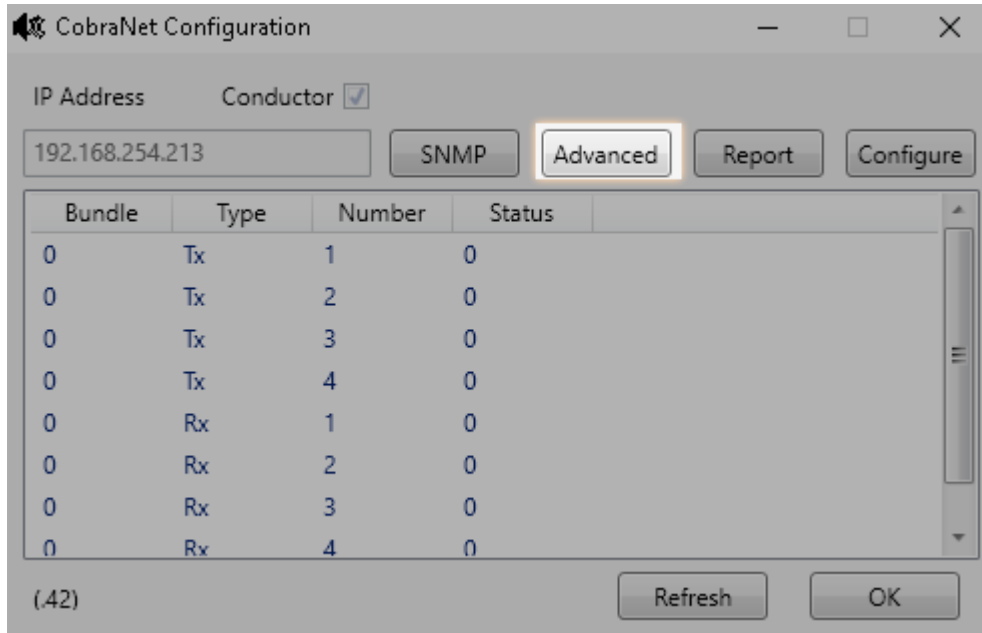 CobraNet Configuration
IP Address Conductor
192.168.254.213 SNMP Advanced Report Configure
Bundle Type Number Status
0 Tx 1 0
0 Tx 2 0
0 Tx 3 0
0 Tx 4 0
0 Rx 1 0
0 Rx 2 0
0 Rx 3 0
0 Rx 4 0
(.42) Refresh OK